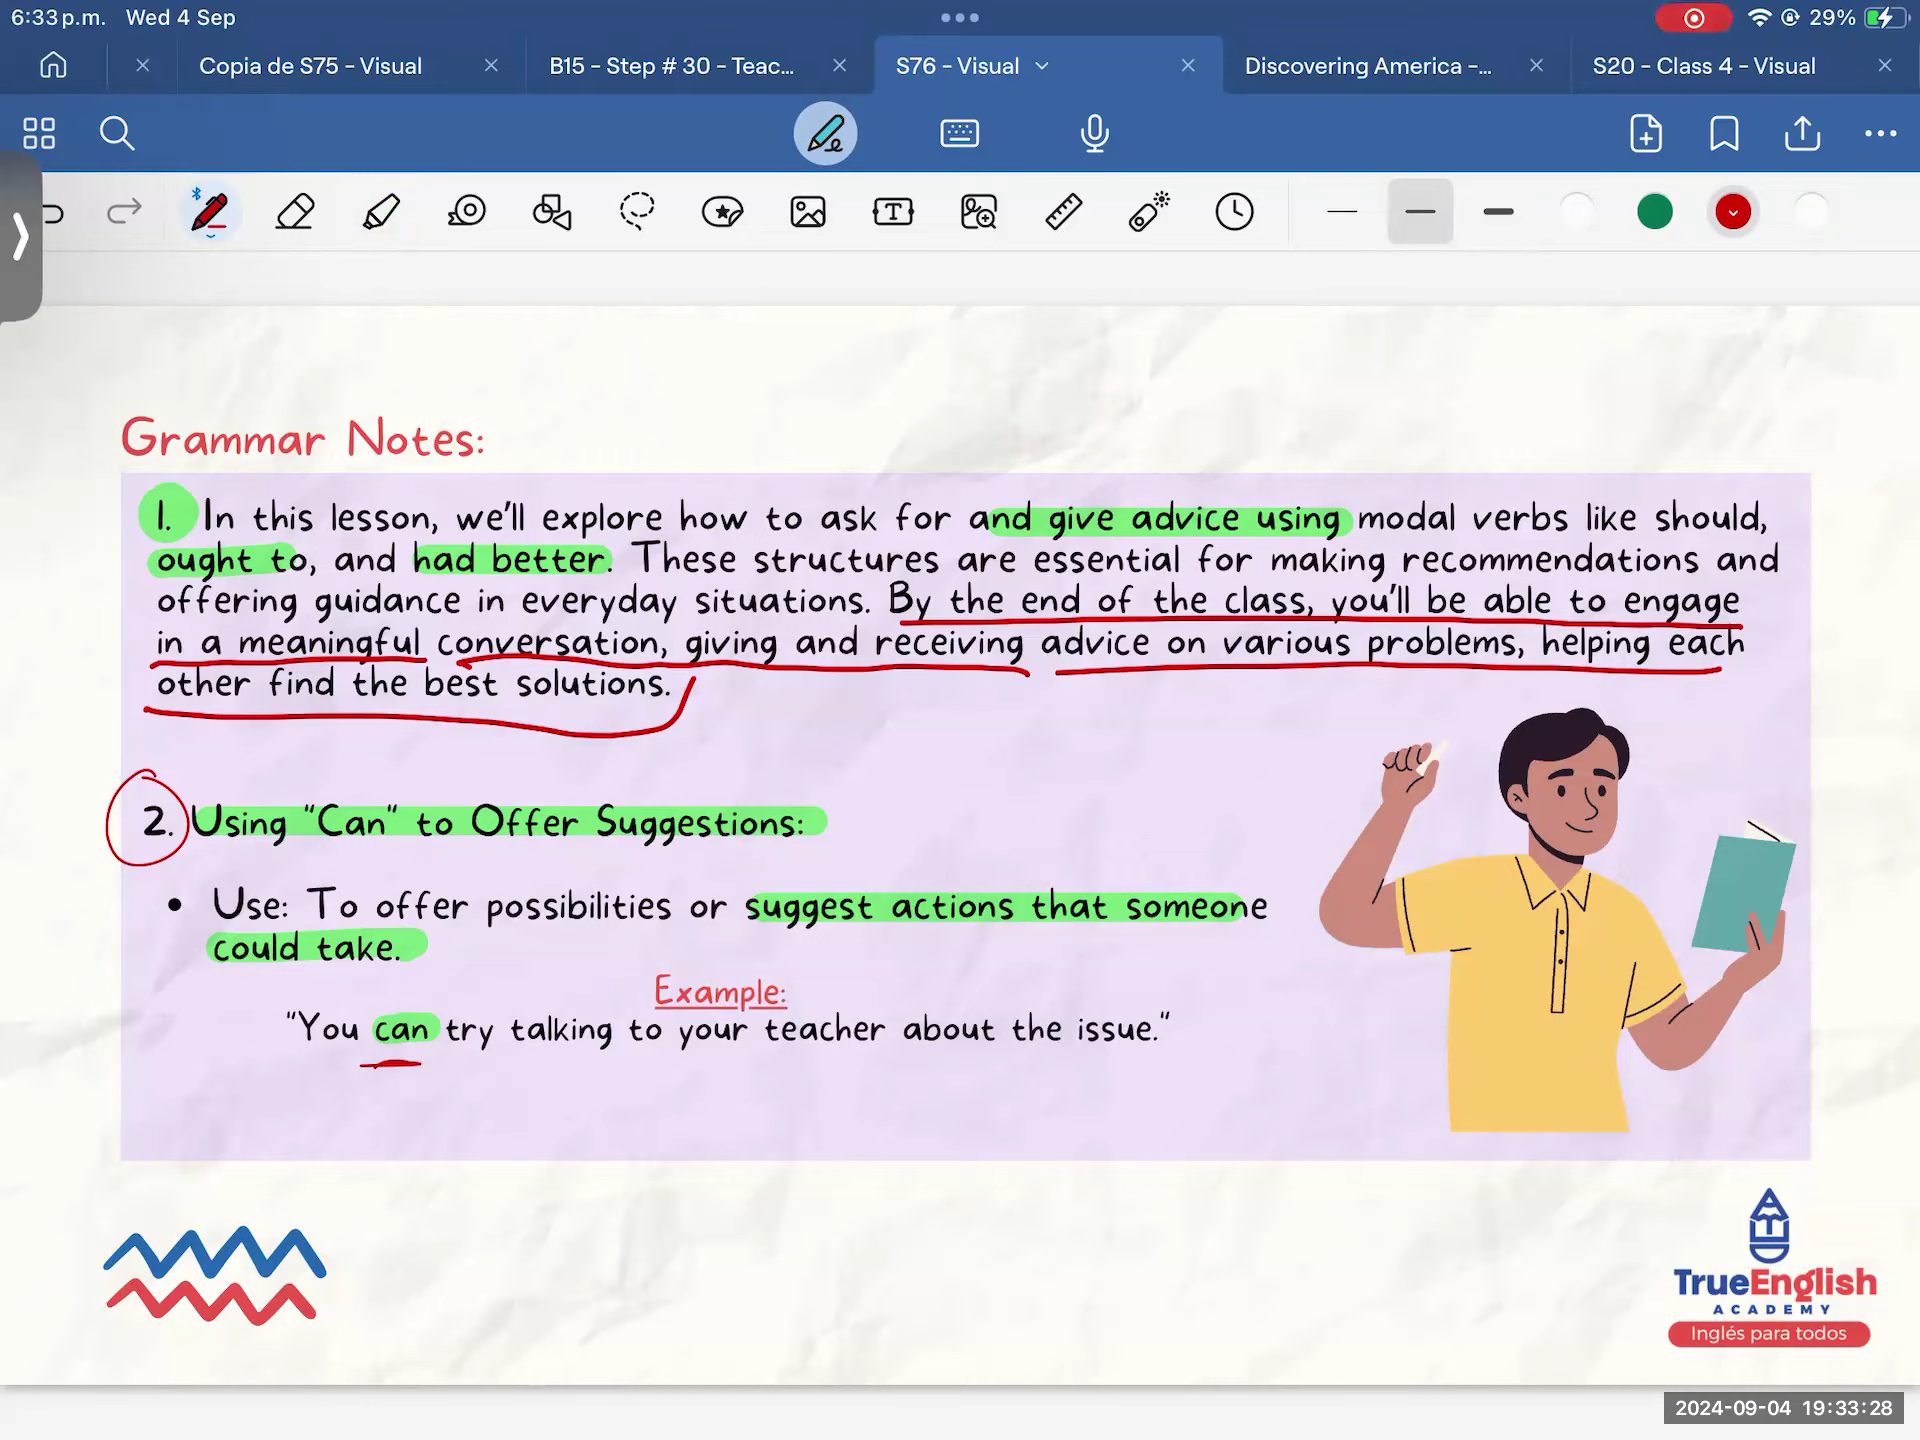 6:33 p.m. Wed 4 Sep
29%
Copia de S75 - Visual
B15 - Step # 30 - Teac...
S76 - Visual
Discovering America -...
S20 - Class 4 - Visual
Grammar Notes:
1. In this lesson, we'll explore how to ask for and give advice using modal verbs like should,
ought to, and had better. These structures are essential for making recommendations and
offering guidance in everyday situations. By the end of the class, you'll be able to engage
in a meaningful conversation, giving and receiving advice on various problems, helping each
other find the best solutions.
2. Using "Can" to Offer Suggestions:
• Use: To offer possibilities or suggest actions that someone
could take.
Example:
"You can try talking to your teacher about the issue."
TrueEnglish
ACADEMY
Inglés para todos
2024-09-04 19:33:28